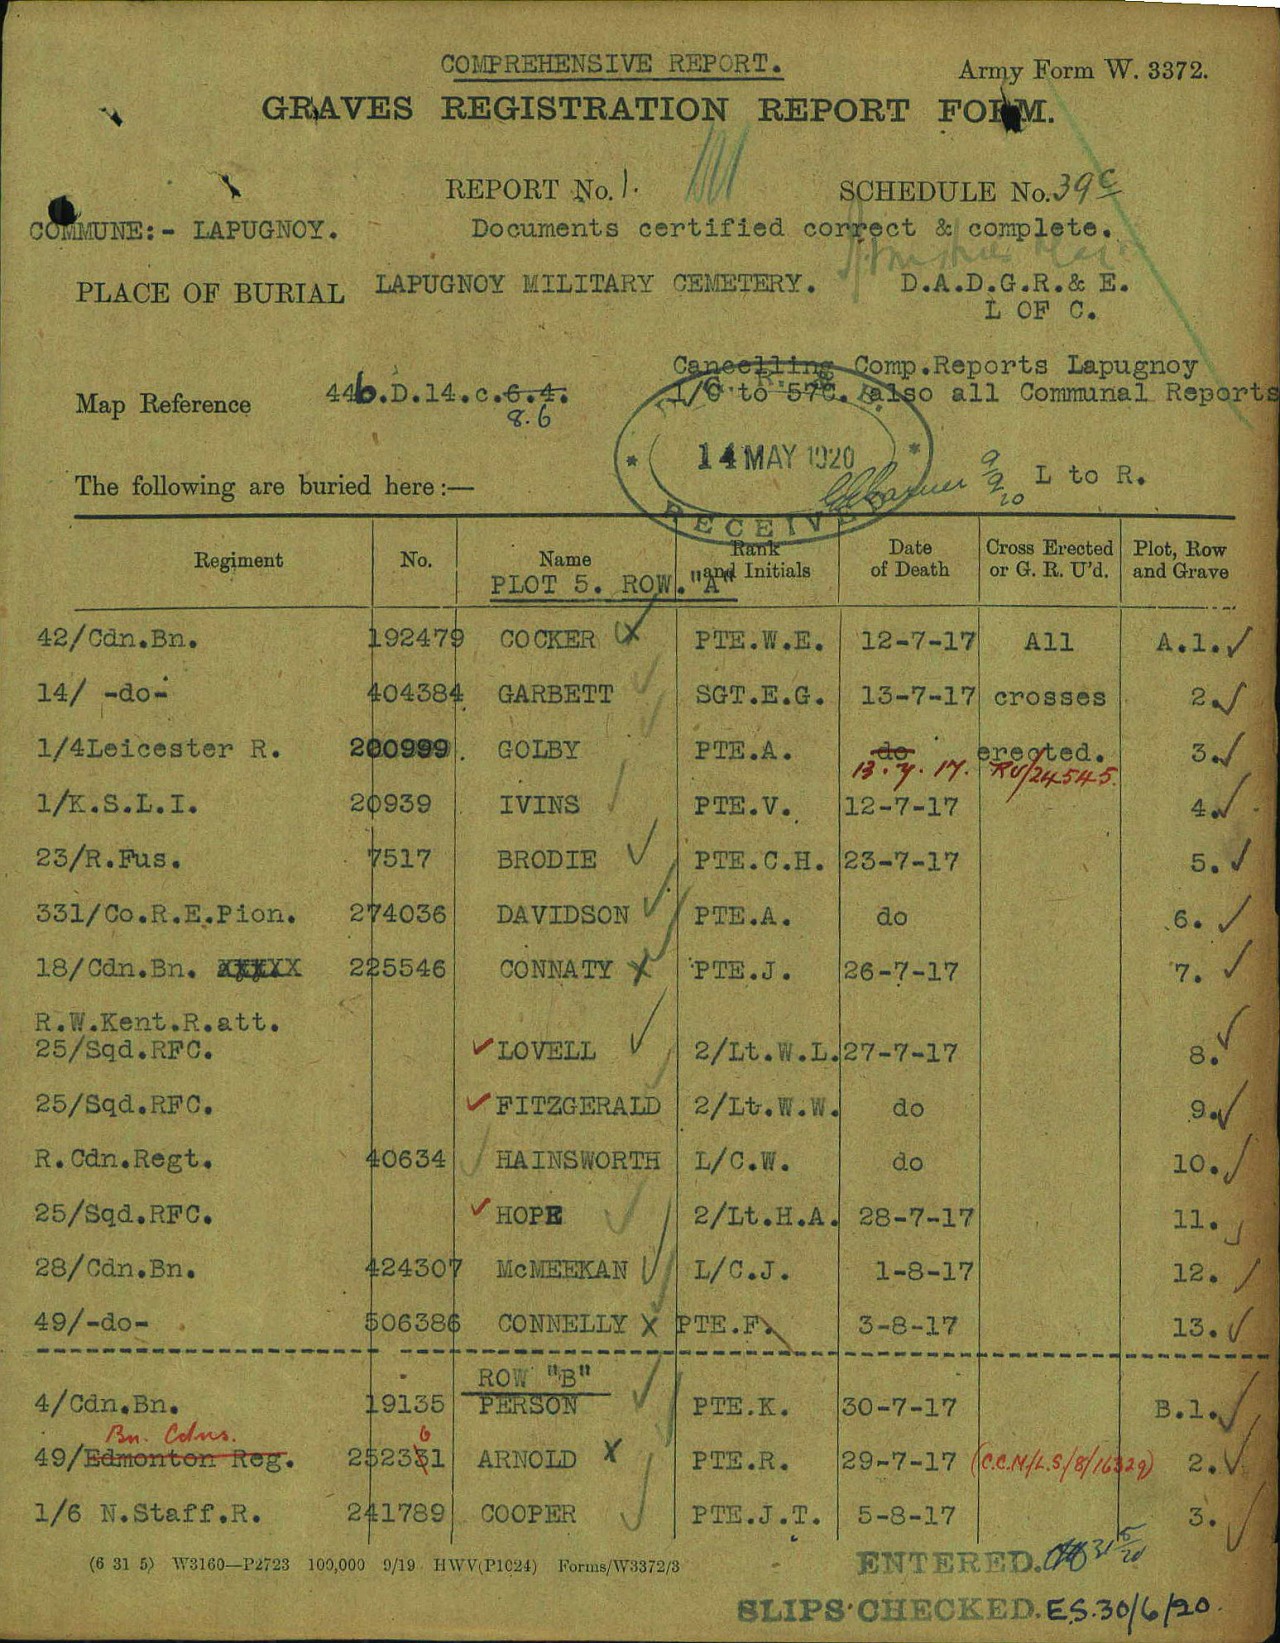 COMPREHENSIVE REPORT.
Army Form W. 3372.
GRAVES REGISTRATION REPORT FORM.
REPORT No. 1.
SCHEDULE No. 39 C
COMMUNE:- LAPUGNOY.
Documents certified correct & complete.
PLACE OF BURIAL LAPUGNOY MILITARY CEMETERY.
D.A.D.G.R.& E.
L OF C.
Cancelling Comp.Reports Lapugnoy
1/C to 57C. also all Communal Reports
Map Reference 44b.D.14.c.6.4.
8.6
14 MAY 1920
RECEIVED
The following are buried here:—
9/9/20 L to R.
Regiment No. Name Rank and Initials Date of Death Cross Erected or G. R. U'd. Plot, Row and Grave
PLOT 5. ROW. "A"
42/Cdn.Bn. 192479 COCKER X PTE.W.E. 12-7-17 All A.1.
14/ -do- 404384 GARBETT SGT.E.G. 13-7-17 crosses 2.
1/4Leicester R. 200999. GOLBY PTE.A. do erected. 3.
13.7.17. RV/24545.
1/K.S.L.I. 20939 IVINS PTE.V. 12-7-17 4.
23/R.Fus. 7517 BRODIE PTE.C.H. 23-7-17 5.
331/Co.R.E.Pion. 274036 DAVIDSON PTE.A. do 6.
18/Cdn.Bn. XXXXX 225546 CONNATY X PTE.J. 26-7-17 7.
R.W.Kent.R.att.
25/Sqd.RFC. LOVELL 2/Lt.W.L. 27-7-17 8.
25/Sqd.RFC. FITZGERALD 2/Lt.W.W. do 9.
R.Cdn.Regt. 40634 HAINSWORTH L/C.W. do 10.
25/Sqd.RFC. HOPE 2/Lt.H.A. 28-7-17 11.
28/Cdn.Bn. 424307 McMEEKAN L/C.J. 1-8-17 12.
49/-do- 506386 CONNELLY X PTE.F. 3-8-17 13.
ROW "B"
4/Cdn.Bn. 19135 PERSON PTE.K. 30-7-17 B.1.
Bn. Cdns. 6
49/Edmonton Reg. 252331 ARNOLD X PTE.R. 29-7-17 (C.C.M/L.S/8/16329) 2.
1/6 N.Staff.R. 241789 COOPER PTE.J.T. 5-8-17 3.
(6 31 5) W3160—P2723 100,000 9/19 HWV(P1024) Forms/W3372/3
ENTERED. 31/5/20
SLIPS CHECKED. E.S. 30/6/20.